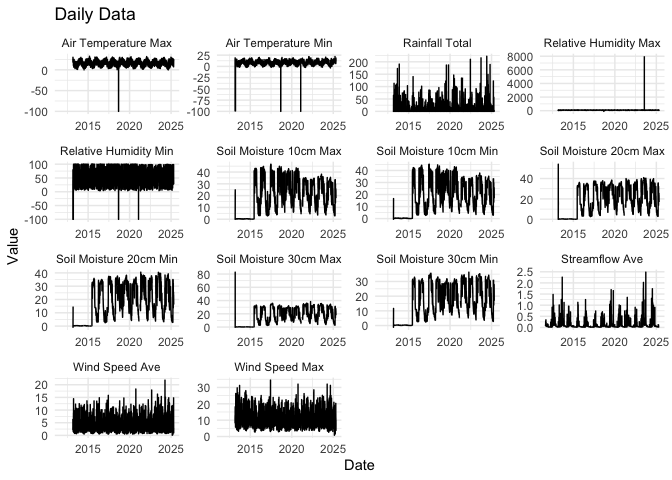 Daily Data
Air Temperature Max
Air Temperature Min
Rainfall Total
Relative Humidity Max
0
-50
-100
2015 2020 2025
25
0
-25
-50
-75
-100
2015 2020 2025
200
150
100
50
0
2015 2020 2025
8000
6000
4000
2000
0
2015 2020 2025
Relative Humidity Min
Soil Moisture 10cm Max
Soil Moisture 10cm Min
Soil Moisture 20cm Max
100
50
0
-50
-100
2015 2020 2025
40
20
0
2015 2020 2025
40
30
20
10
0
2015 2020 2025
40
20
0
2015 2020 2025
Value
Soil Moisture 20cm Min
Soil Moisture 30cm Max
Soil Moisture 30cm Min
Streamflow Ave
40
30
20
10
0
2015 2020 2025
80
60
40
20
0
2015 2020 2025
30
20
10
0
2015 2020 2025
2.5
2.0
1.5
1.0
0.5
0.0
2015 2020 2025
Wind Speed Ave
Wind Speed Max
20
15
10
5
0
2015 2020 2025
30
20
10
0
2015 2020 2025
Date